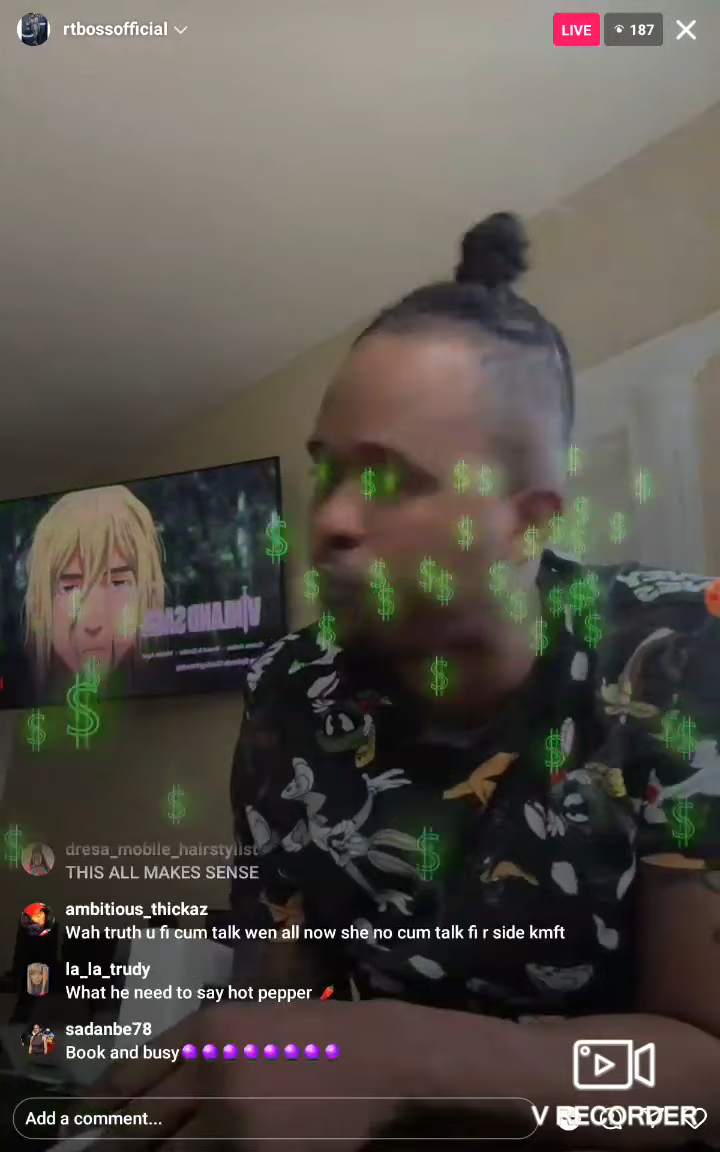 rtbossofficial
LIVE
187
VINLAND SAGA
dresa_mobile_hairstylist
THIS ALL MAKES SENSE
ambitious_thickaz
Wah truth u fi cum talk wen all now she no cum talk fi r side kmft
la_la_trudy
What he need to say hot pepper 🌶️
sadanbe78
Book and busy🟣🟣🟣🟣🟣🟣🟣🟣
Add a comment...
V RECORDER